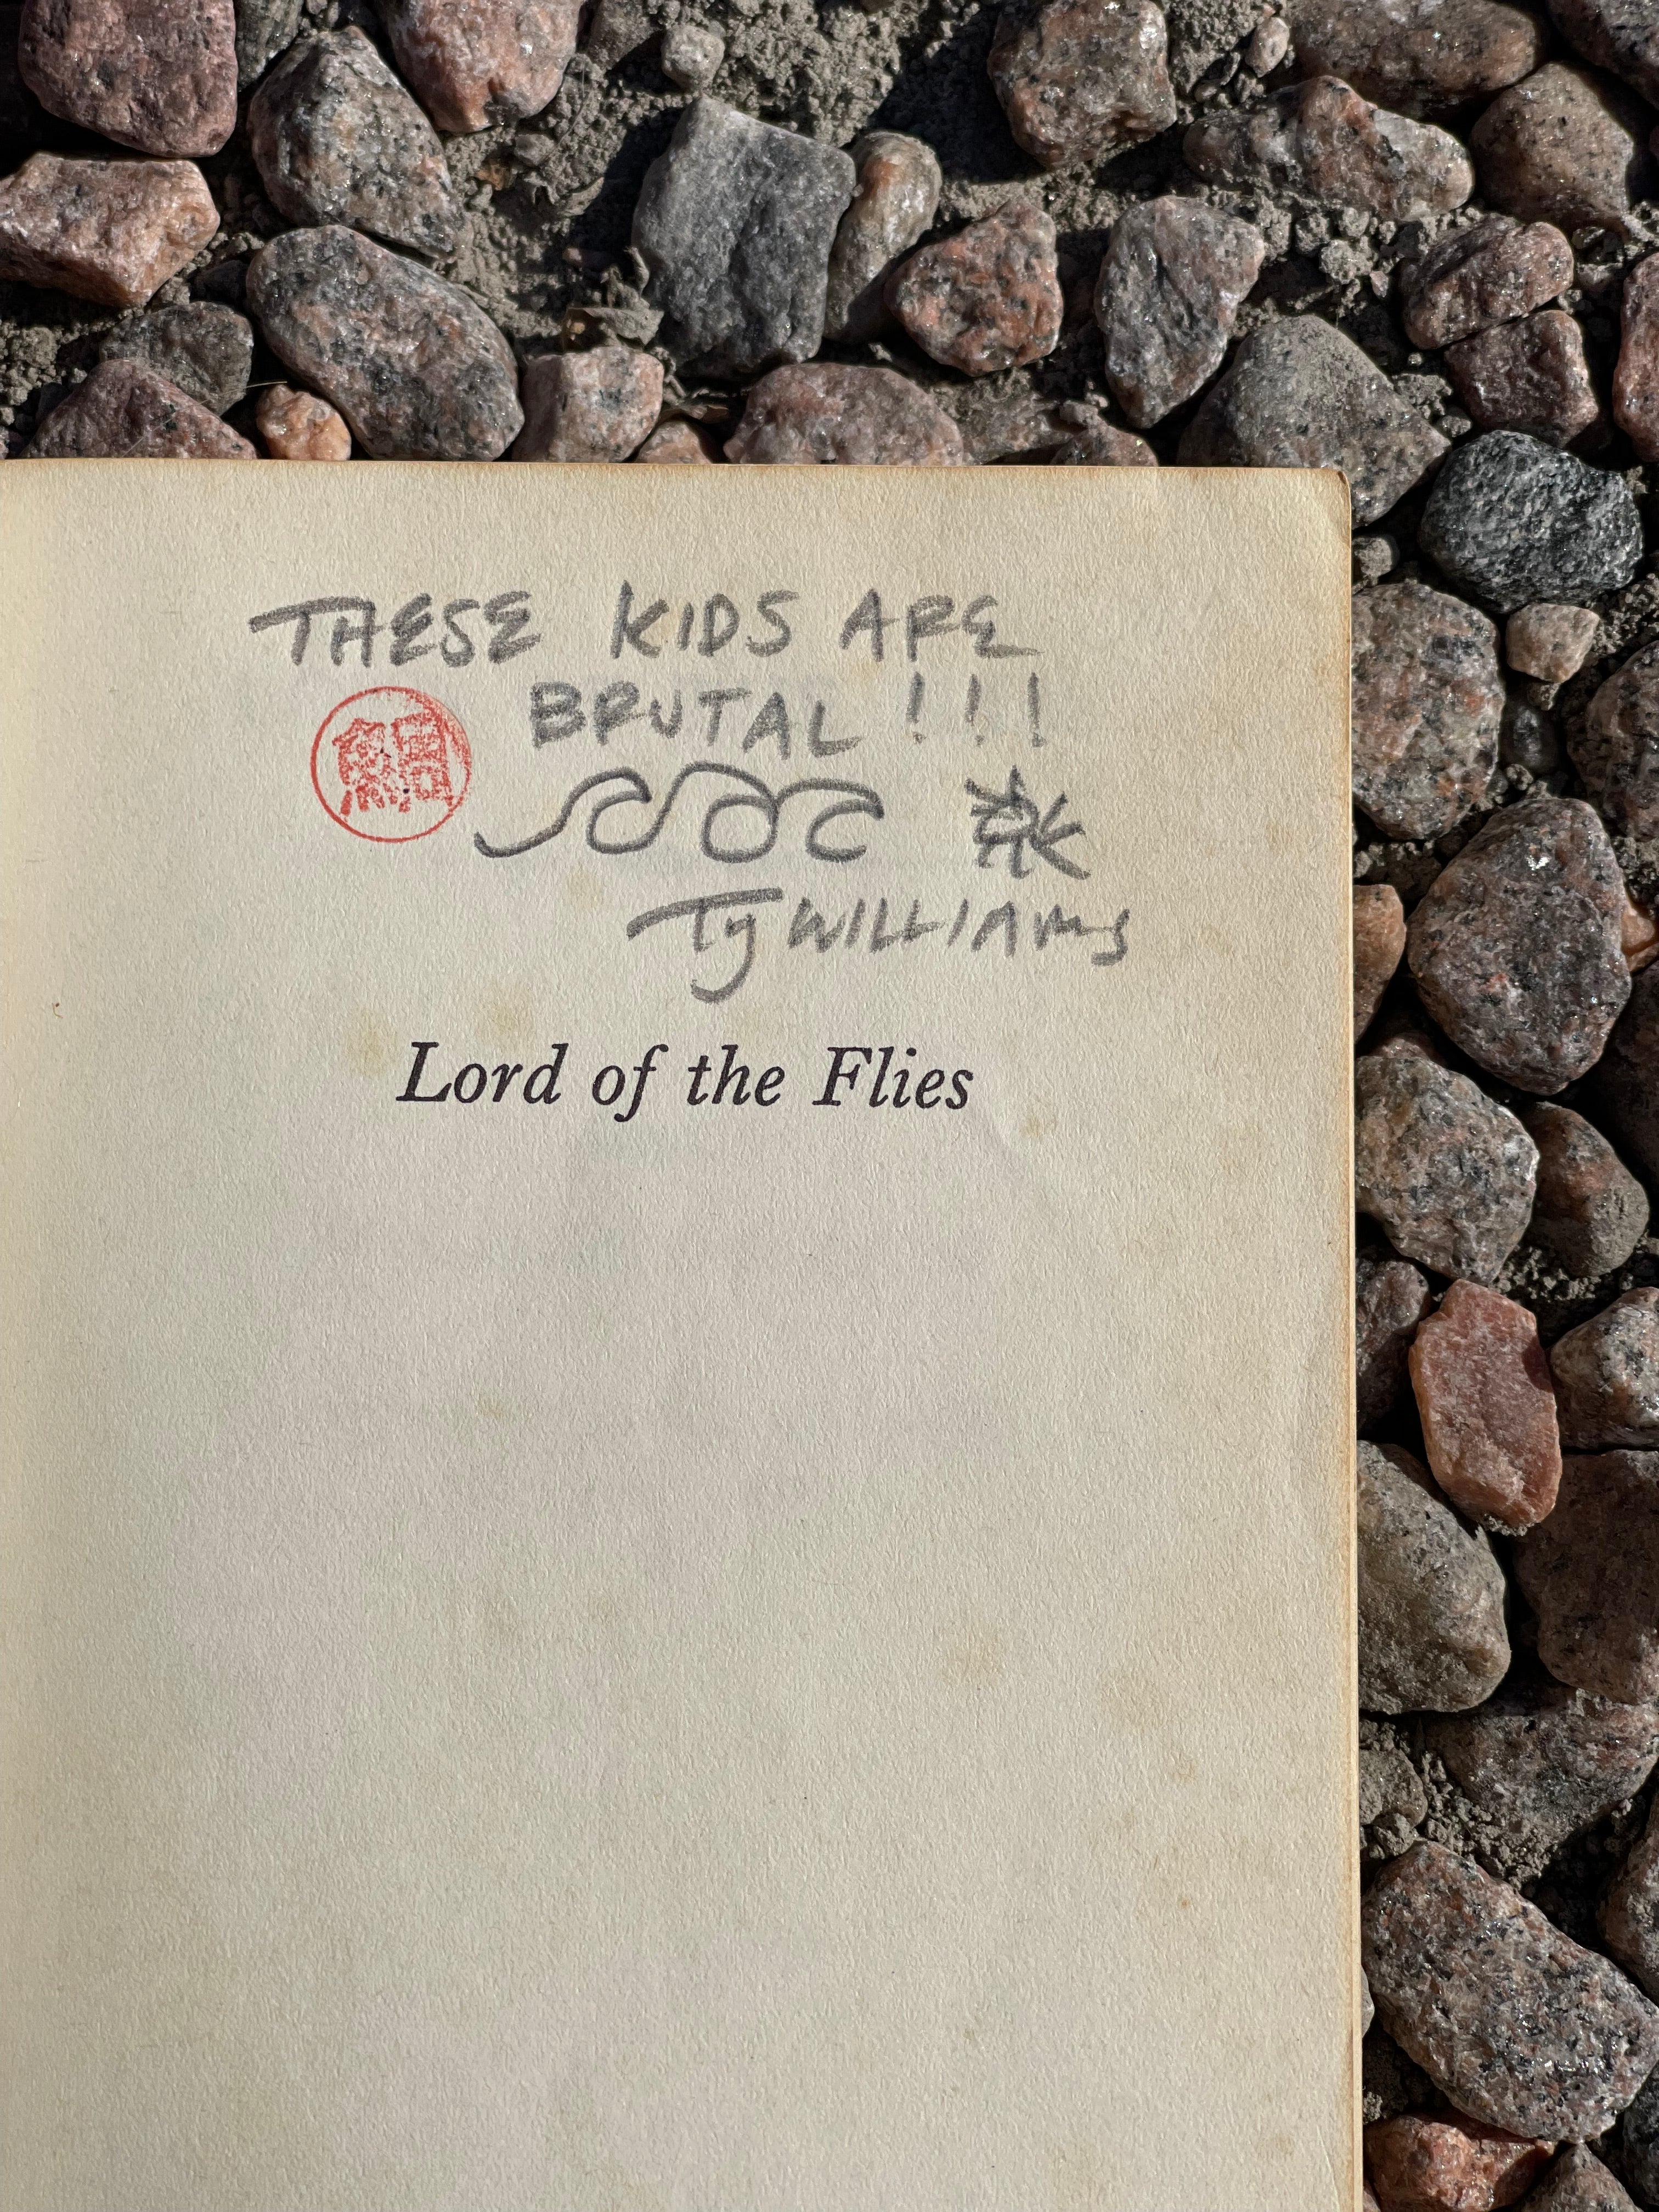 THESE KIDS ARE
BRUTAL!!!
Ty WILLIAMS
Lord of the Flies